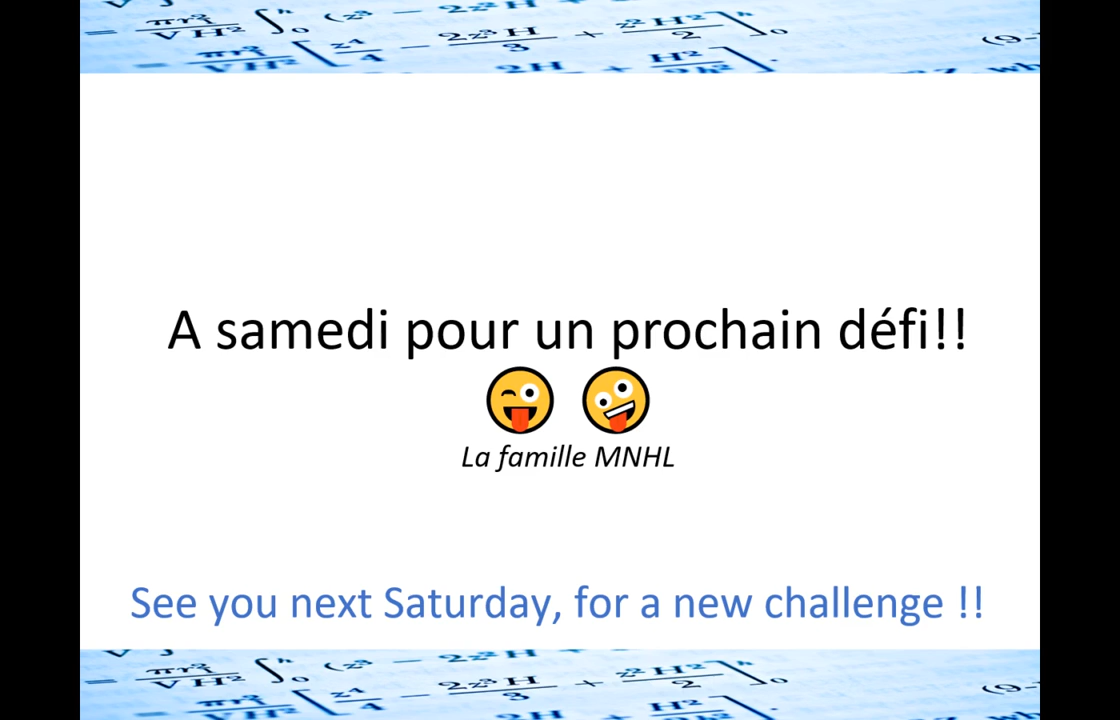 A samedi pour un prochain défi!!
La famille MNHL
See you next Saturday, for a new challenge !!